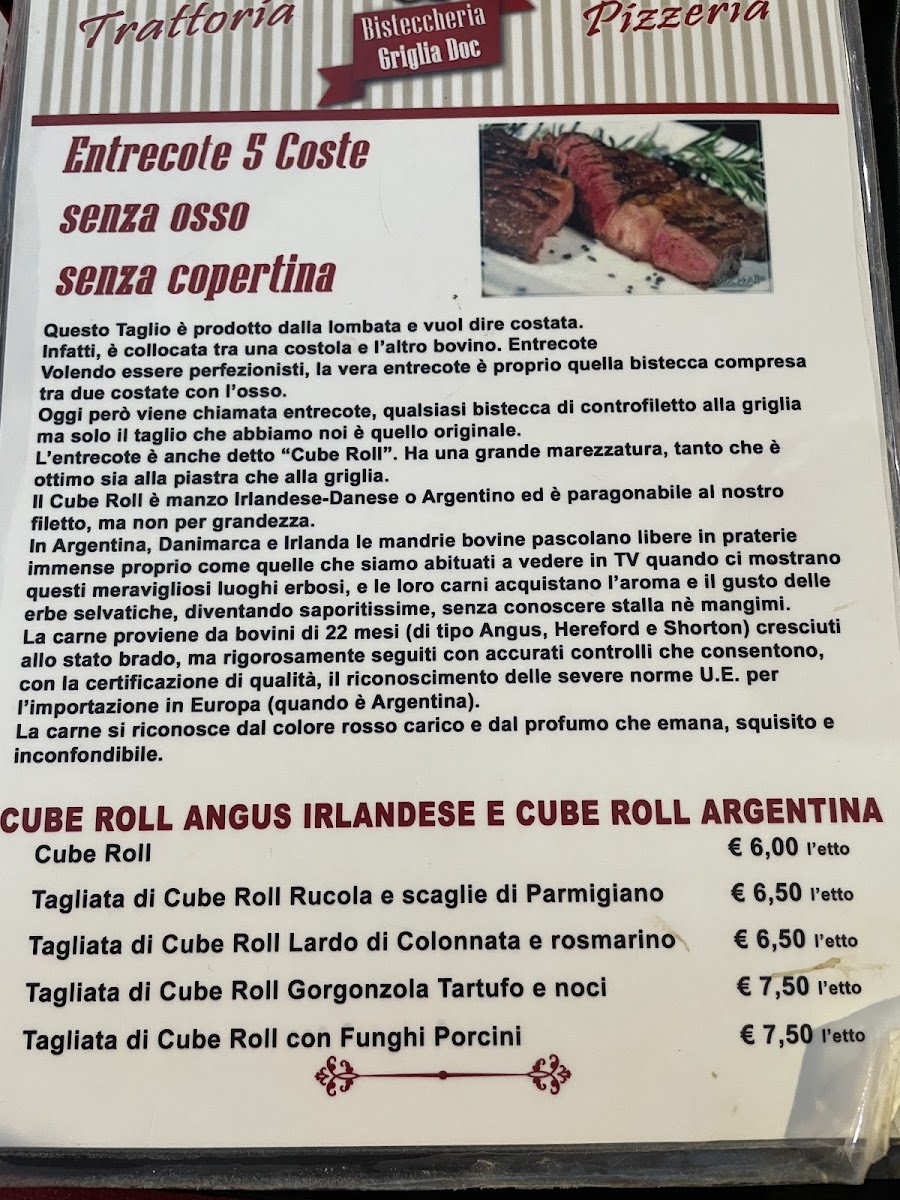 Trattoria
Bisteccheria
Griglia Doc
Pizzeria
Entrecote 5 Coste
senza osso
senza copertina
Questo Taglio è prodotto dalla lombata e vuol dire costata.
Infatti, è collocata tra una costola e l'altro bovino. Entrecote
Volendo essere perfezionisti, la vera entrecote è proprio quella bistecca compresa
tra due costate con l'osso.
Oggi però viene chiamata entrecote, qualsiasi bistecca di controfiletto alla griglia
ma solo il taglio che abbiamo noi è quello originale.
L'entrecote è anche detto “Cube Roll”. Ha una grande marezzatura, tanto che è
ottimo sia alla piastra che alla griglia.
Il Cube Roll è manzo Irlandese-Danese o Argentino ed è paragonabile al nostro
filetto, ma non per grandezza.
In Argentina, Danimarca e Irlanda le mandrie bovine pascolano libere in praterie
immense proprio come quelle che siamo abituati a vedere in TV quando ci mostrano
questi meravigliosi luoghi erbosi, e le loro carni acquistano l'aroma e il gusto delle
erbe selvatiche, diventando saporitissime, senza conoscere stalla nè mangimi.
La carne proviene da bovini di 22 mesi (di tipo Angus, Hereford e Shorton) cresciuti
allo stato brado, ma rigorosamente seguiti con accurati controlli che consentono,
con la certificazione di qualità, il riconoscimento delle severe norme U.E. per
l'importazione in Europa (quando è Argentina).
La carne si riconosce dal colore rosso carico e dal profumo che emana, squisito e
inconfondibile.
CUBE ROLL ANGUS IRLANDESE E CUBE ROLL ARGENTINA
Cube Roll € 6,00 l'etto
Tagliata di Cube Roll Rucola e scaglie di Parmigiano € 6,50 l'etto
Tagliata di Cube Roll Lardo di Colonnata e rosmarino € 6,50 l'etto
Tagliata di Cube Roll Gorgonzola Tartufo e noci € 7,50 l'etto
Tagliata di Cube Roll con Funghi Porcini € 7,50 l'etto